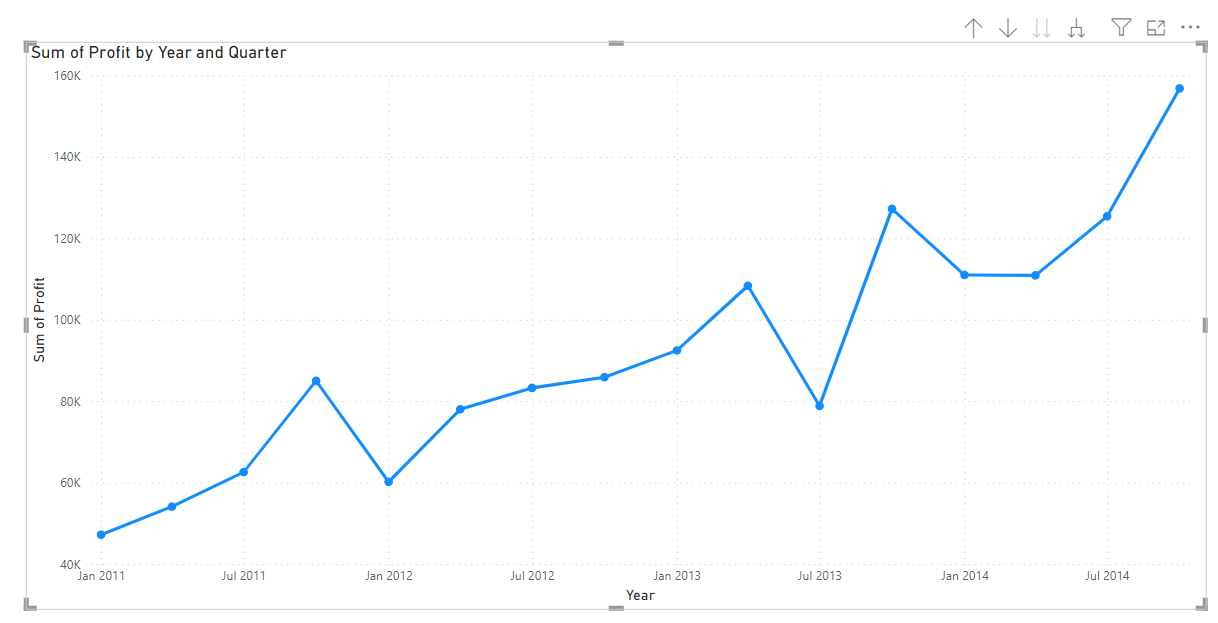 Sum of Profit by Year and Quarter
160K
140K
120K
100K
80K
60K
40K
Sum of Profit
Jan 2011 Jul 2011 Jan 2012 Jul 2012 Jan 2013 Jul 2013 Jan 2014 Jul 2014
Year